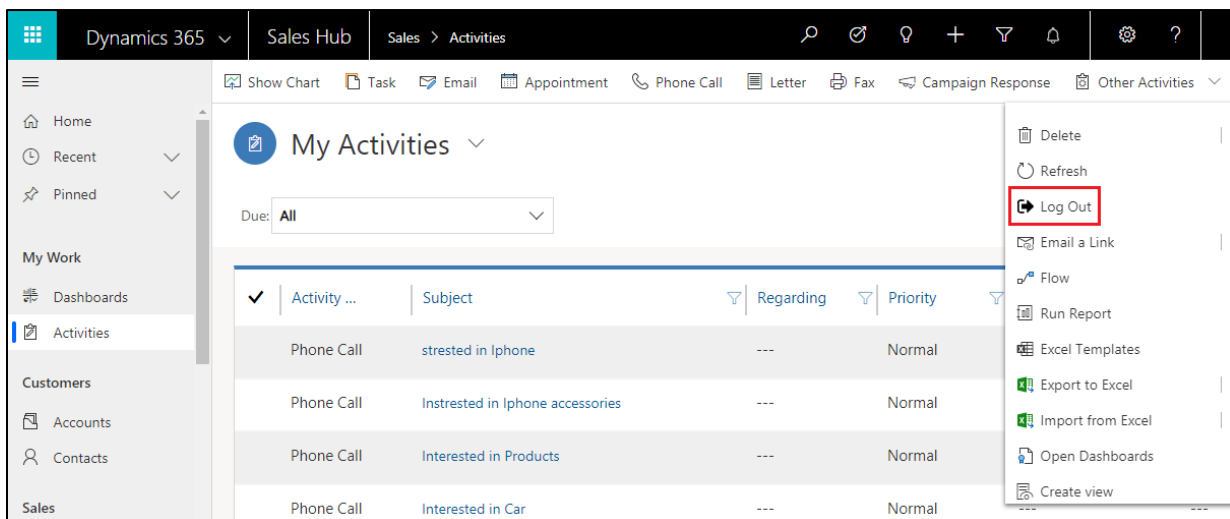 Dynamics 365 Sales Hub Sales > Activities ?
Show Chart Task Email Appointment Phone Call Letter Fax Campaign Response Other Activities
Home
Recent
Pinned
My Work
Dashboards
Activities
Customers
Accounts
Contacts
Sales
My Activities
Due: All
Activity ... Subject Regarding Priority
Phone Call strested in Iphone --- Normal
Phone Call Instrested in Iphone accessories --- Normal
Phone Call Interested in Products --- Normal
Phone Call Interested in Car --- Normal --- ---
Delete
Refresh
Log Out
Email a Link
Flow
Run Report
Excel Templates
Export to Excel
Import from Excel
Open Dashboards
Create view